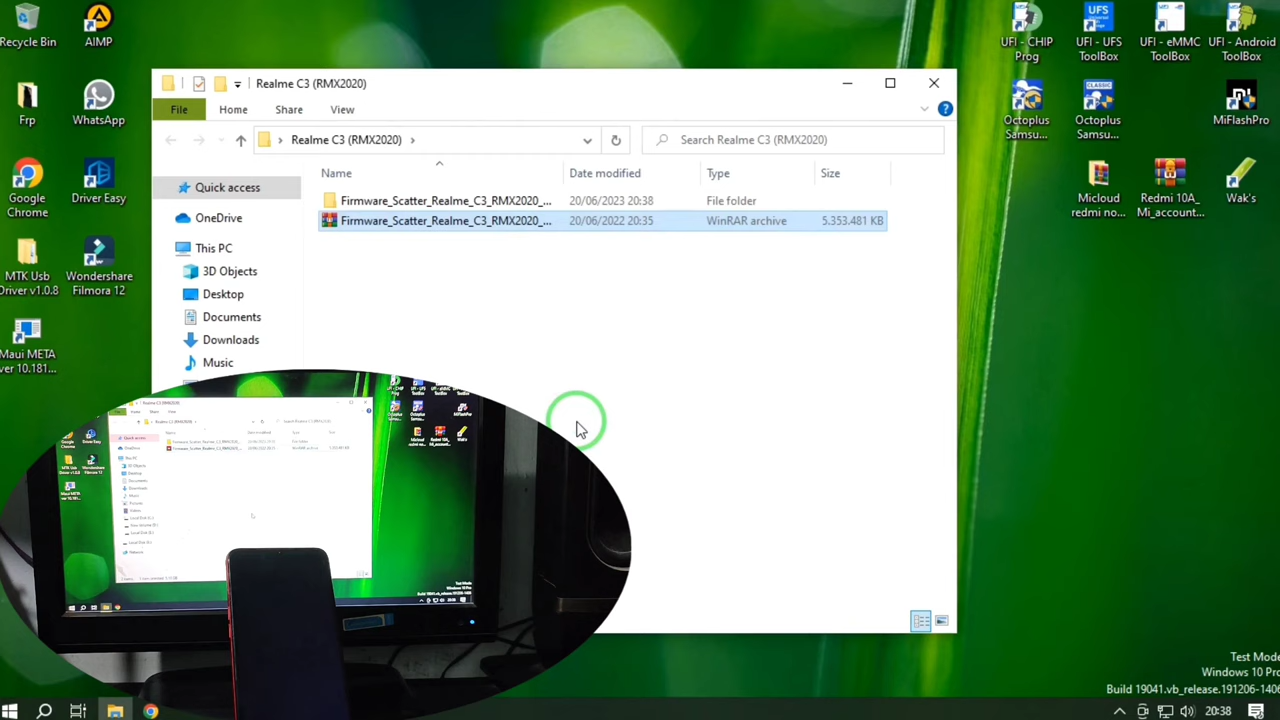 Recycle Bin
AIMP
UFI - CHIP Prog
UFI - UFS ToolBox
UFI - eMMC ToolBox
UFI - Android ToolBox
Realme C3 (RMX2020)
File
Home
Share
View
Frp
WhatsApp
Octoplus Samsu...
Octoplus Samsu...
MiFlashPro
Realme C3 (RMX2020)
Search Realme C3 (RMX2020)
Name
Date modified
Type
Size
Quick access
Firmware_Scatter_Realme_C3_RMX2020_...
20/06/2023 20:38
File folder
Firmware_Scatter_Realme_C3_RMX2020_...
20/06/2022 20:35
WinRAR archive
5.353.481 KB
Google Chrome
Driver Easy
Micloud redmi no...
Redmi 10A_ Mi_account...
Wak's
OneDrive
This PC
3D Objects
Desktop
Documents
Downloads
Music
MTK Usb Driver v1.0.8
Wondershare Filmora 12
Maui META ver 10.181...
Test Mode
Windows 10 Pro
Build 19041.vb_release.191206-1406
20:38